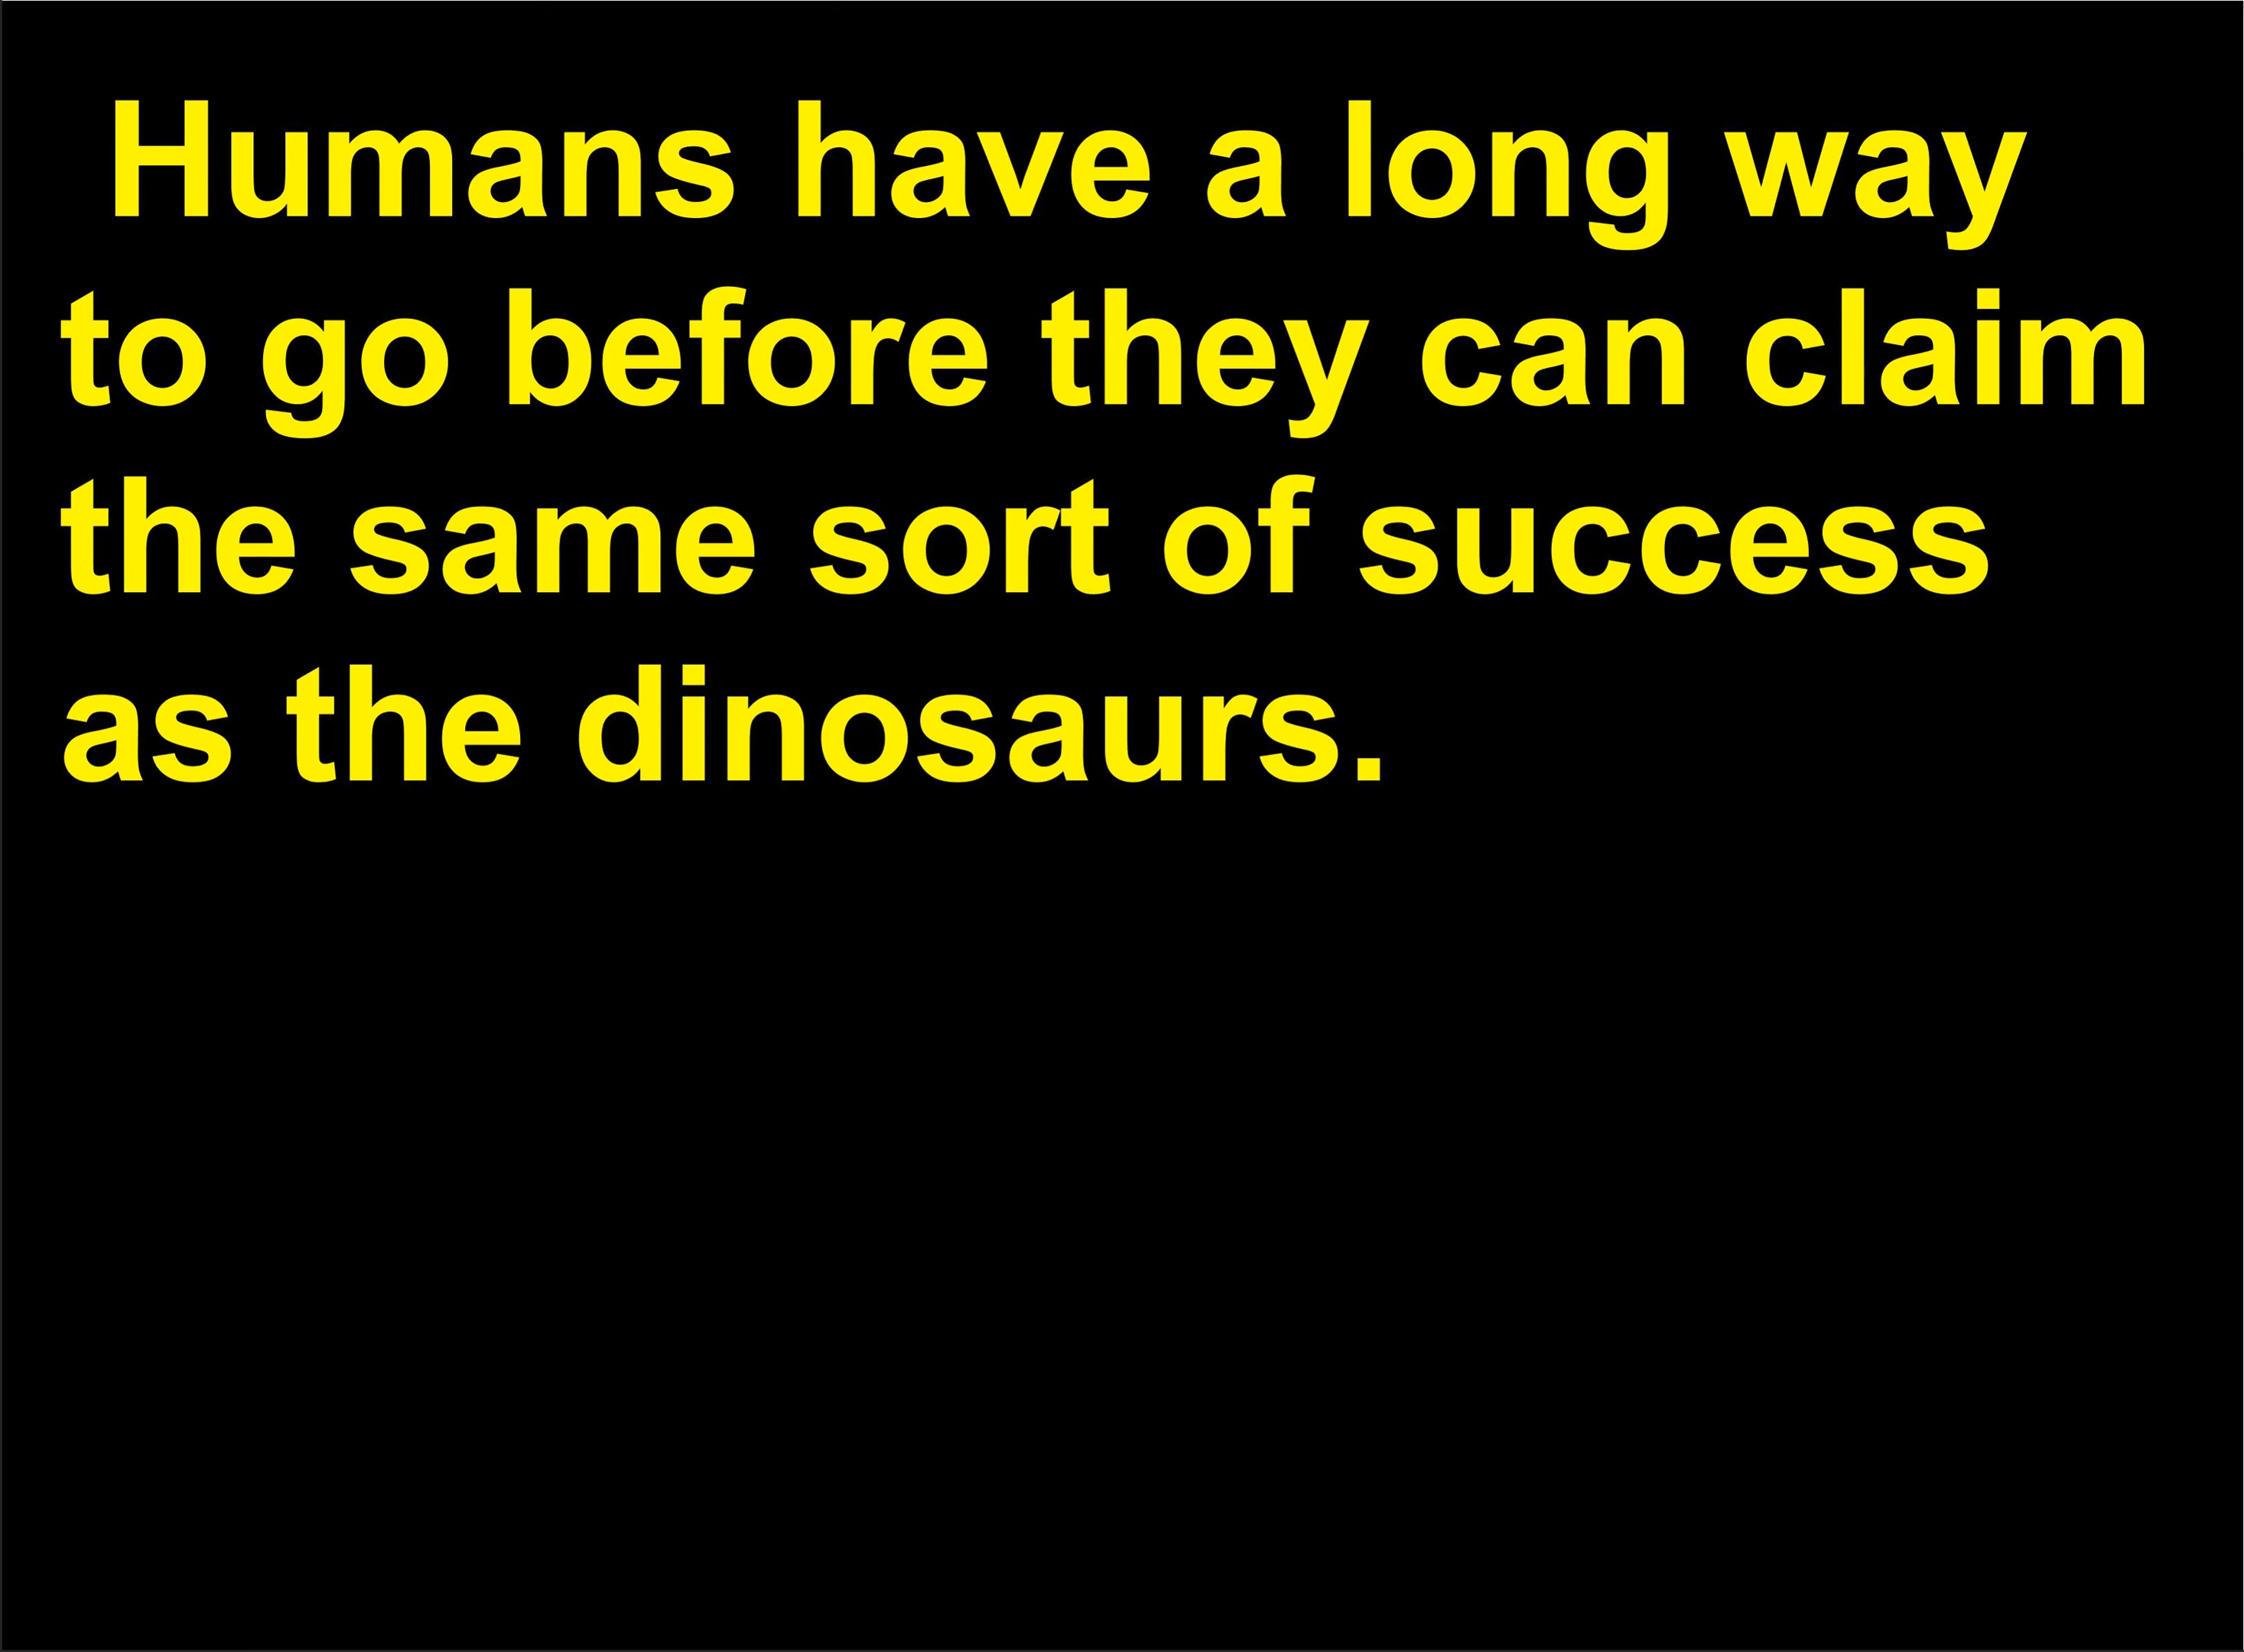 Humans have a long way
to go before they can claim
the same sort of success
as the dinosaurs.